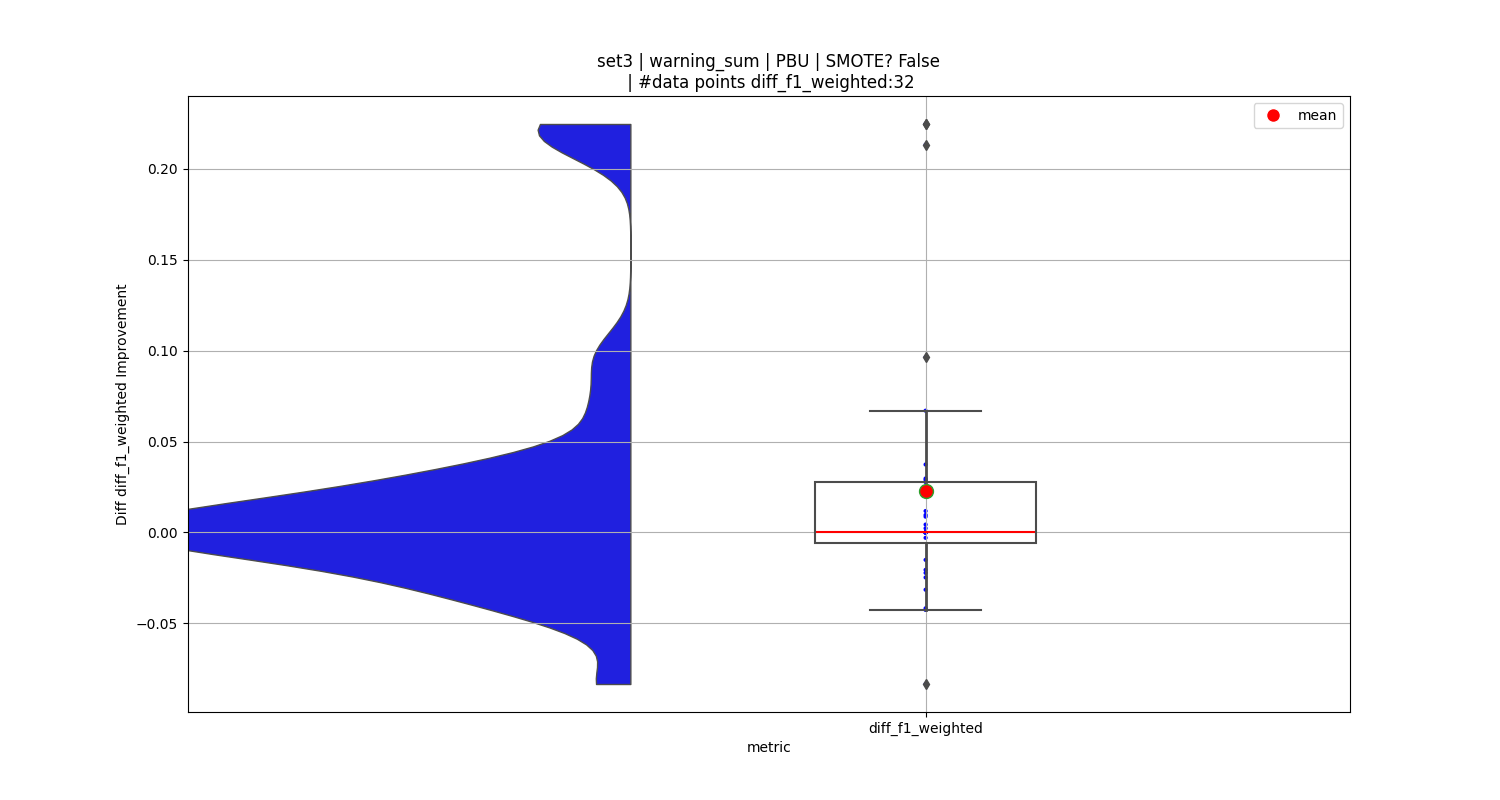 set3 | warning_sum | PBU | SMOTE? False
| #data points diff_f1_weighted:32
mean
0.20
0.15
0.10
0.05
0.00
−0.05
Diff diff_f1_weighted Improvement
diff_f1_weighted
metric